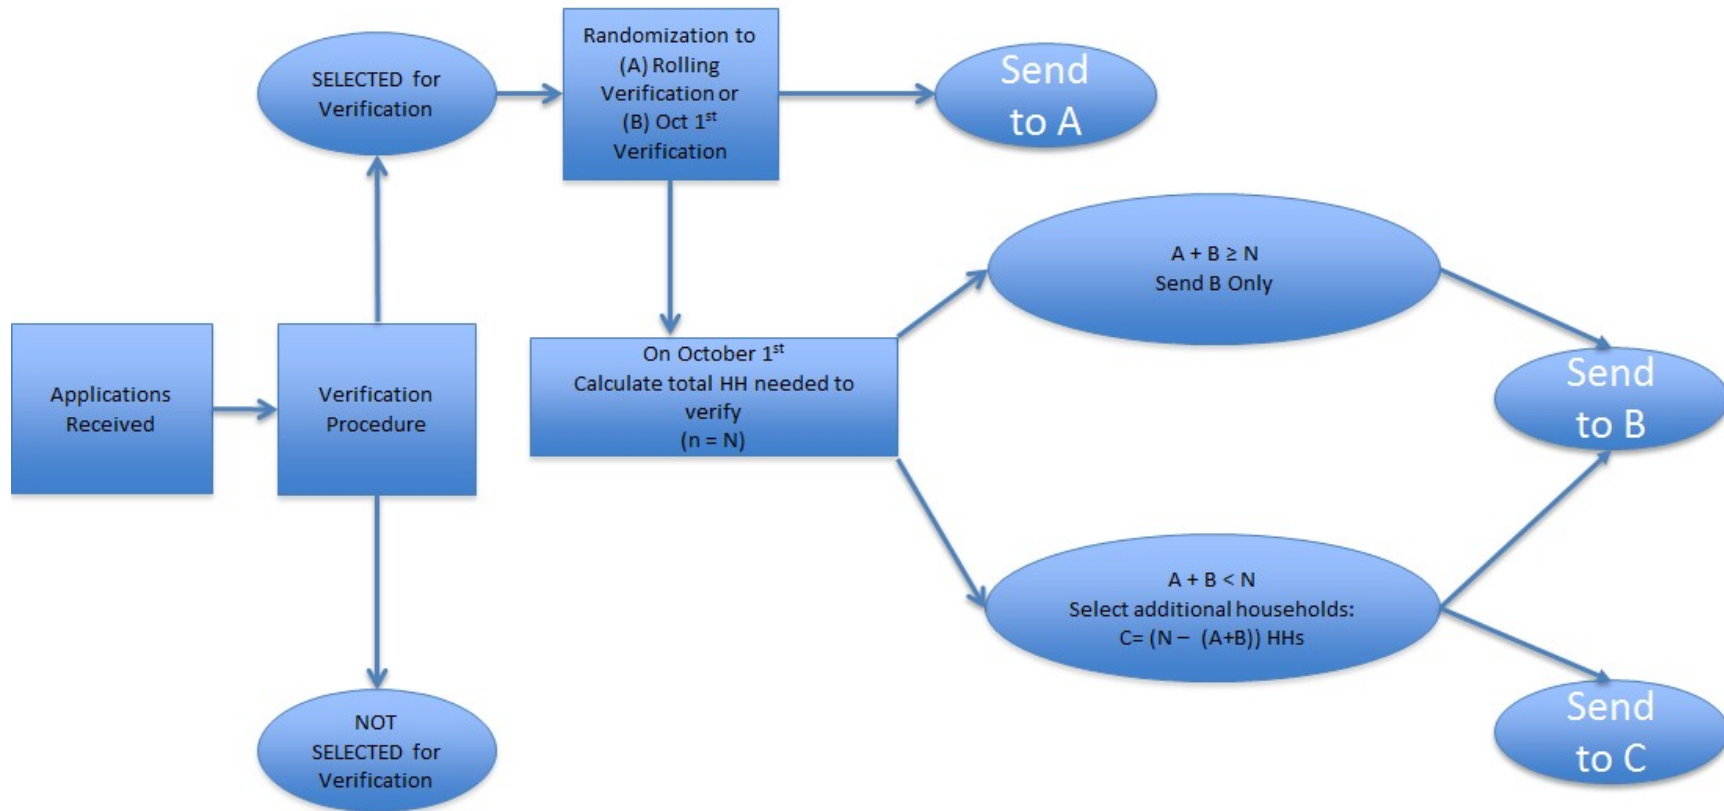 SELECTED for
Verification
Randomization to
(A) Rolling
Verification or
(B) Oct 1st
Verification
Send
to A
A + B ≥ N
Send B Only
Applications
Received
Verification
Procedure
On October 1st
Calculate total HH needed to
verify
(n = N)
Send
to B
A + B < N
Select additional households:
C= (N – (A+B)) HHs
NOT
SELECTED for
Verification
Send
to C